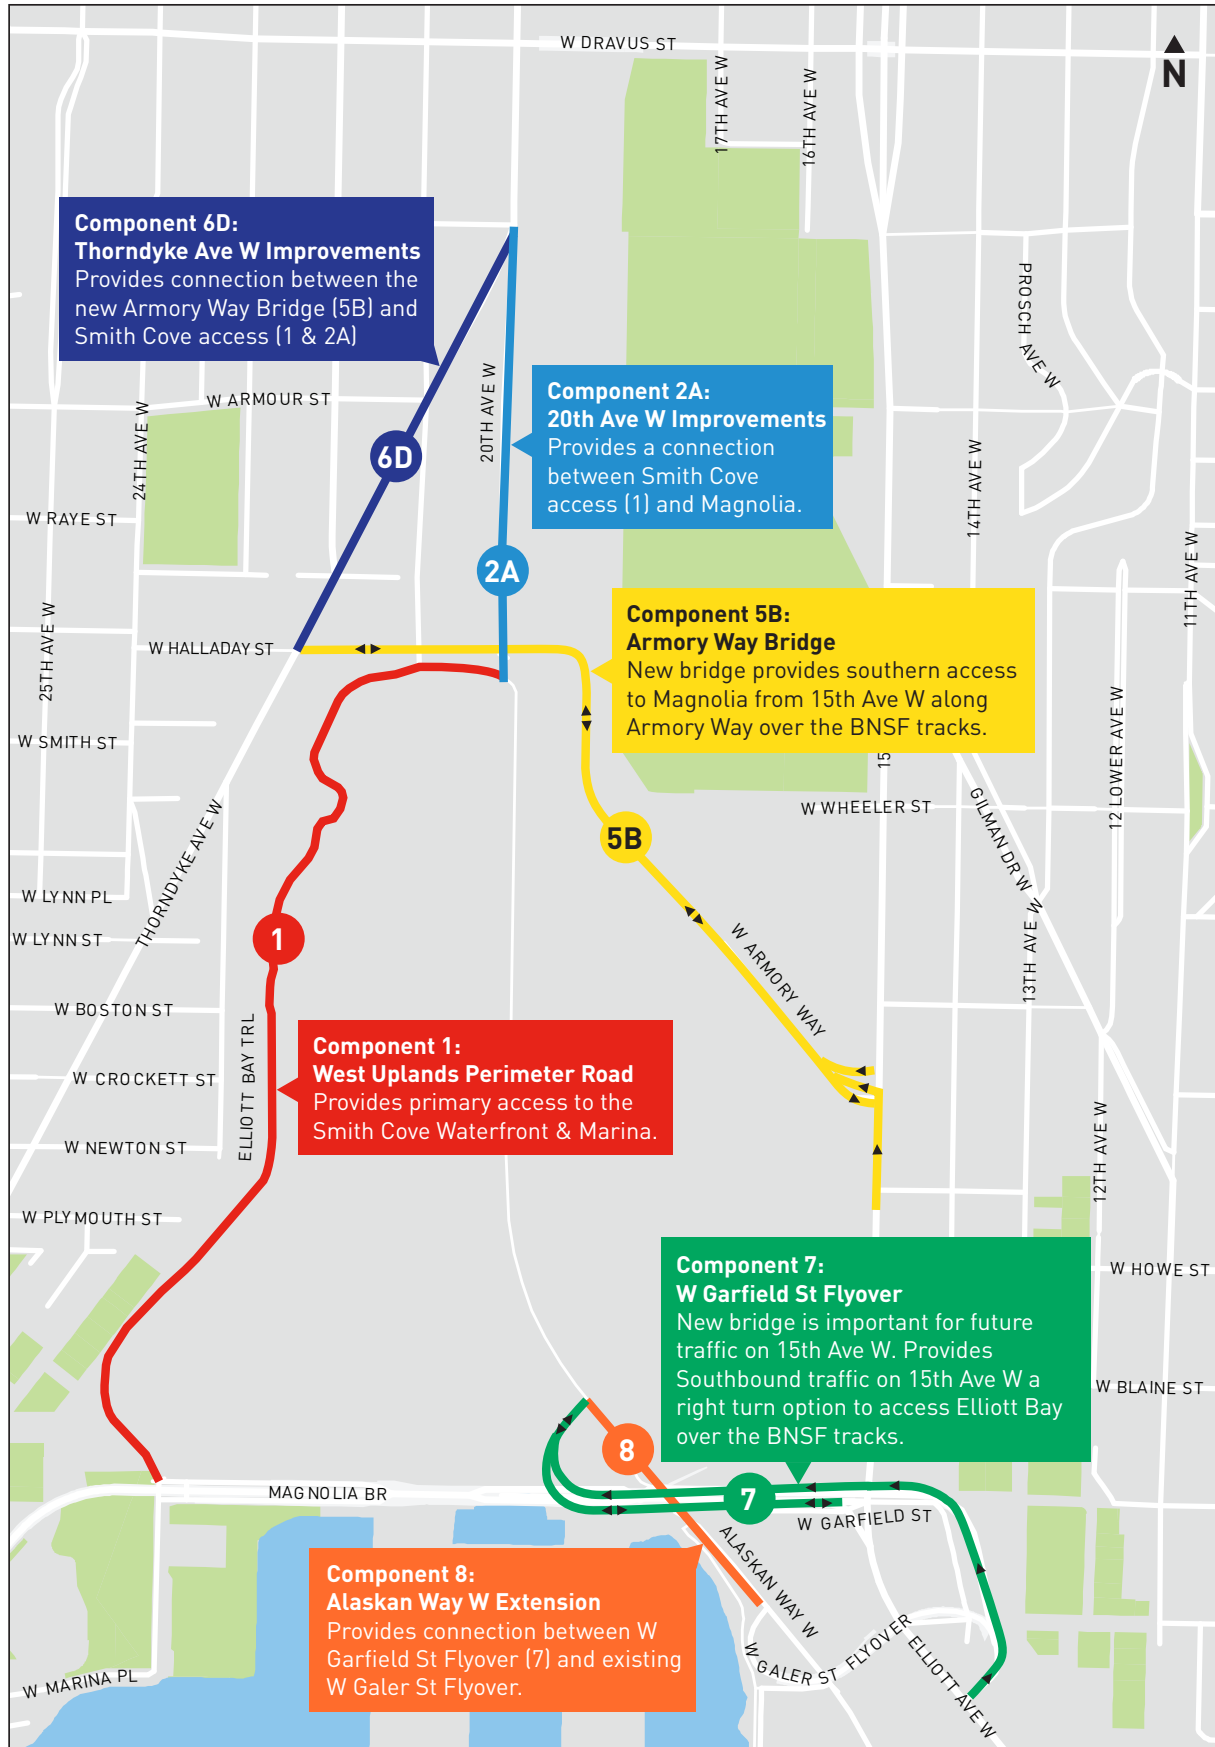 W DRAVUS ST
N
17TH AVE W
16TH AVE W
Component 6D:
Thorndyke Ave W Improvements
Provides connection between the
new Armory Way Bridge (5B) and
Smith Cove access (1 & 2A)
PROSCH AVE W
W ARMOUR ST
20TH AVE W
24TH AVE W
Component 2A:
20th Ave W Improvements
Provides a connection
between Smith Cove
access (1) and Magnolia.
6D
14TH AVE W
W RAYE ST
11TH AVE W
2A
25TH AVE W
W HALLADAY ST
Component 5B:
Armory Way Bridge
New bridge provides southern access
to Magnolia from 15th Ave W along
Armory Way over the BNSF tracks.
12 LOWER AVE W
W SMITH ST
15
W WHEELER ST
GILMAN DR W
5B
THORNDYKE AVE W
W LYNN PL
W LYNN ST
1
W ARMORY WAY
13TH AVE W
W BOSTON ST
ELLIOTT BAY TRL
W CROCKETT ST
Component 1:
West Uplands Perimeter Road
Provides primary access to the
Smith Cove Waterfront & Marina.
W NEWTON ST
12TH AVE W
W PLYMOUTH ST
Component 7:
W Garfield St Flyover
New bridge is important for future
traffic on 15th Ave W. Provides
Southbound traffic on 15th Ave W a
right turn option to access Elliott Bay
over the BNSF tracks.
W HOWE ST
W BLAINE ST
8
MAGNOLIA BR
7
W GARFIELD ST
ALASKAN WAY W
Component 8:
Alaskan Way W Extension
Provides connection between W
Garfield St Flyover (7) and existing
W Galer St Flyover.
W GALER ST FLYOVER
ELLIOTT AVE W
W MARINA PL